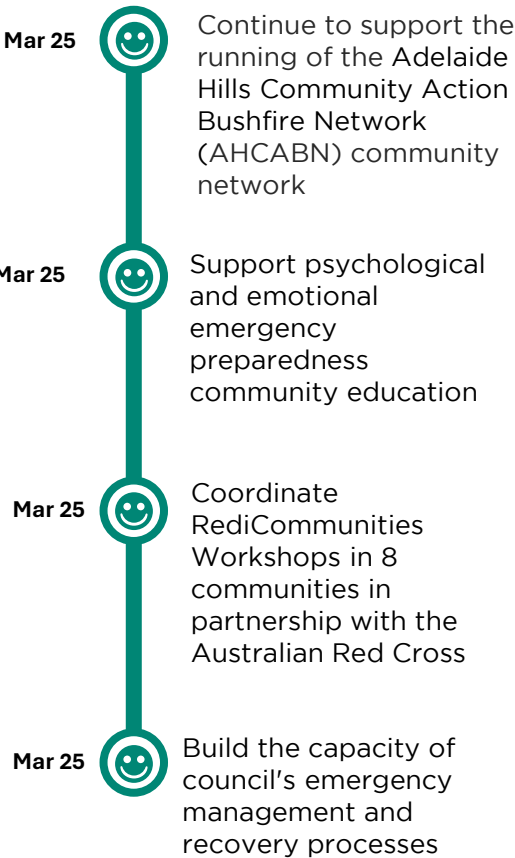 Mar 25
Continue to support the
running of the Adelaide
Hills Community Action
Bushfire Network
(AHCABN) community
network
Mar 25
Support psychological
and emotional
emergency
preparedness
community education
Mar 25
Coordinate
RediCommunities
Workshops in 8
communities in
partnership with the
Australian Red Cross
Mar 25
Build the capacity of
council's emergency
management and
recovery processes